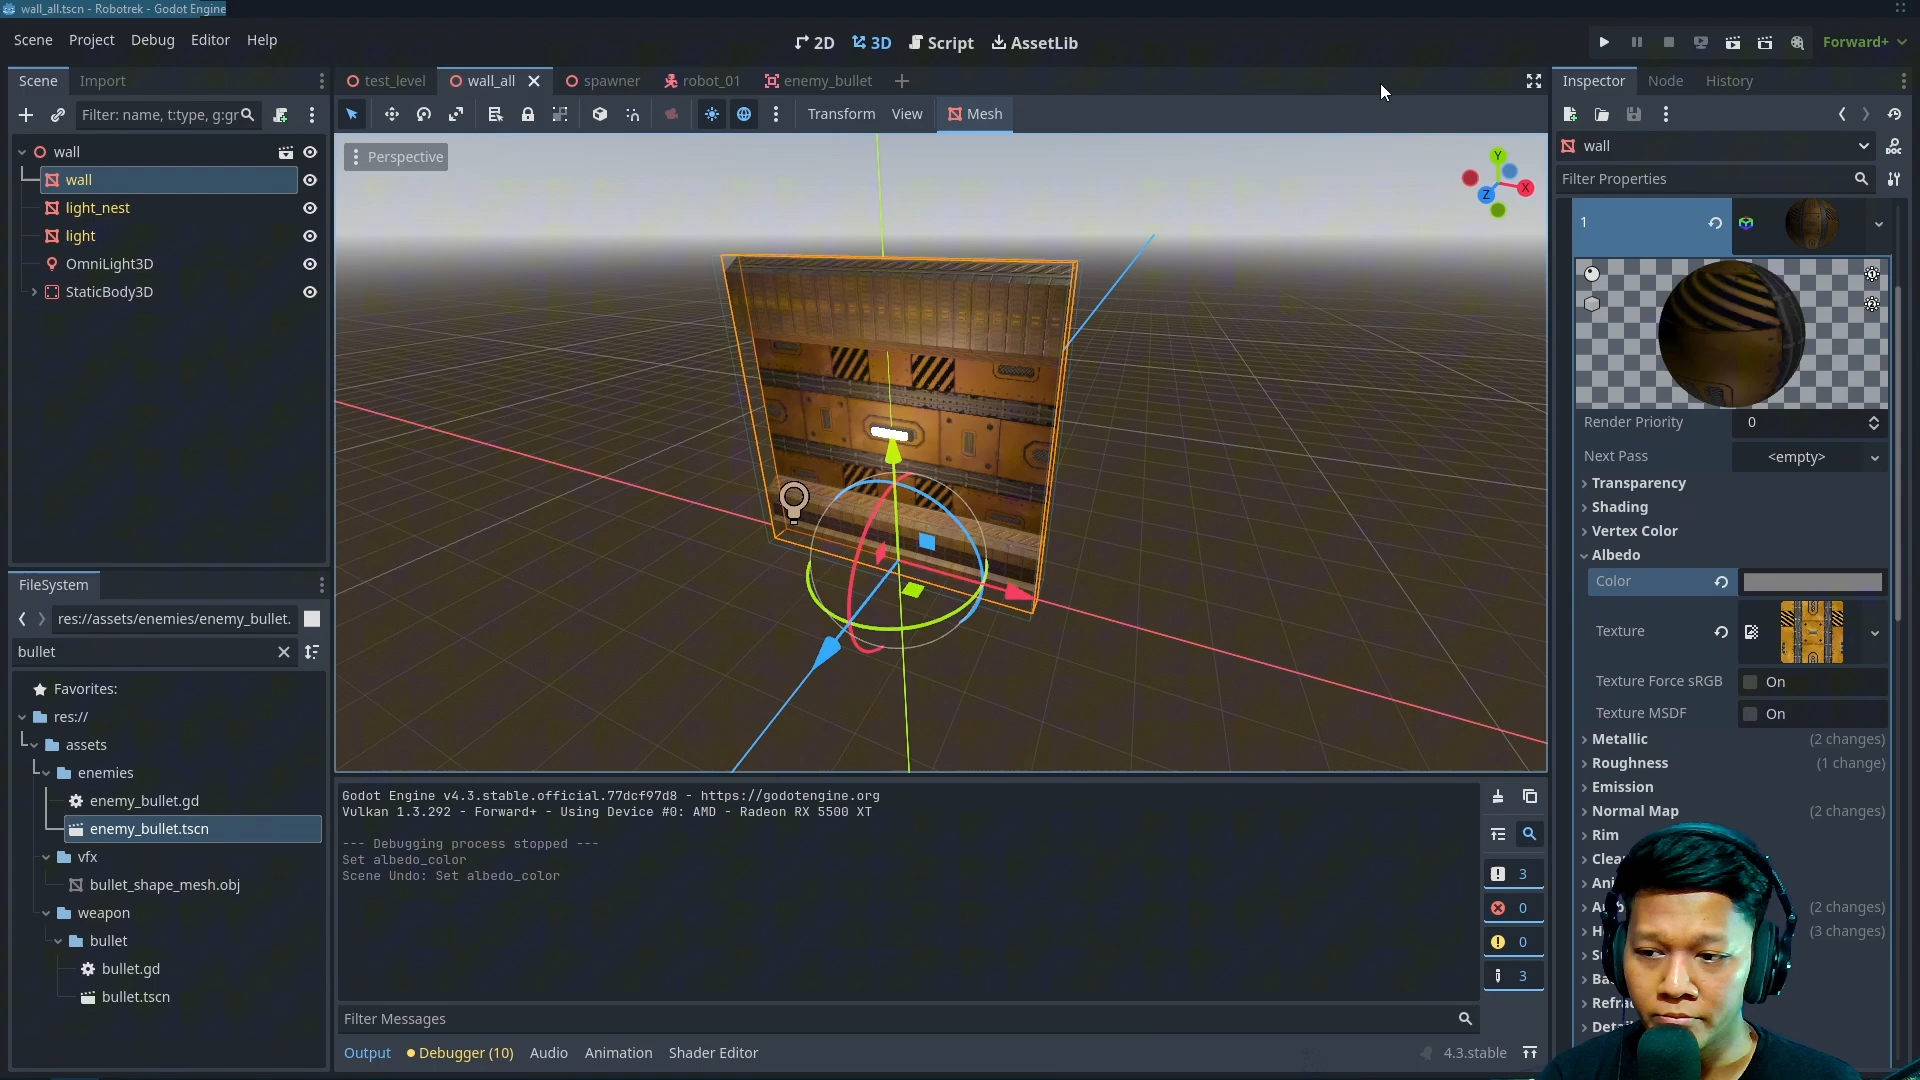 wall_all.tscn - Robotrek - Godot Engine
Scene Project Debug Editor Help
2D 3D Script AssetLib
Forward+
Scene Import
test_level wall_all spawner robot_01 enemy_bullet
Inspector Node History
Filter: name, t:type, g:gr
Transform View Mesh
wall
wall
light_nest
light
OmniLight3D
StaticBody3D
Perspective
Y
X
Z
wall
Filter Properties
1
Render Priority 0
Next Pass <empty>
Transparency
Shading
Vertex Color
Albedo
Color
Texture
Texture Force sRGB On
Texture MSDF On
Metallic (2 changes)
Roughness (1 change)
Emission
Normal Map (2 changes)
Rim
(2 changes)
(3 changes)
FileSystem
res://assets/enemies/enemy_bullet.
bullet
Favorites:
res://
assets
enemies
enemy_bullet.gd
enemy_bullet.tscn
vfx
bullet_shape_mesh.obj
weapon
bullet
bullet.gd
bullet.tscn
Godot Engine v4.3.stable.official.77dcf97d8 - https://godotengine.org
Vulkan 1.3.292 - Forward+ - Using Device #0: AMD - Radeon RX 5500 XT
--- Debugging process stopped ---
Set albedo_color
Scene Undo: Set albedo_color
3
0
0
3
Filter Messages
Output Debugger (10) Audio Animation Shader Editor
4.3.stable